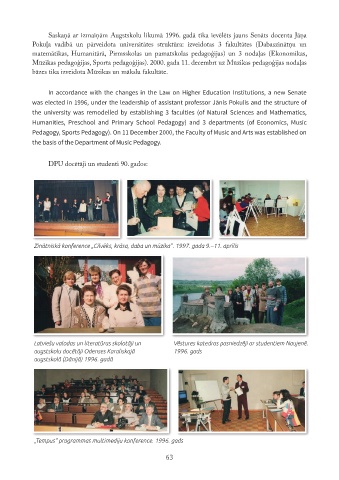 Saskaņā ar izmaiņām Augstskolu likumā 1996. gadā tika ievēlēts jauns Senāts docenta Jāņa
Pokuļa vadībā un pārveidota universitātes struktūra: izveidotas 3 fakultātes (Dabaszinātņu un
matemātikas, Humanitārā, Pirmsskolas un pamatskolas pedagoģijas) un 3 nodaļas (Ekonomikas,
Mūzikas pedagoģijas, Sporta pedagoģijas). 2000. gada 11. decembrī uz Mūzikas pedagoģijas nodaļas
bāzes tika izveidota Mūzikas un mākslu fakultāte.
In accordance with the changes in the Law on Higher Education Institutions, a new Senate
was elected in 1996, under the leadership of assistant professor Jānis Pokulis and the structure of
the university was remodelled by establishing 3 faculties (of Natural Sciences and Mathematics,
Humanities, Preschool and Primary School Pedagogy) and 3 departments (of Economics, Music
Pedagogy, Sports Pedagogy). On 11 December 2000, the Faculty of Music and Arts was established on
the basis of the Department of Music Pedagogy.
DPU docētāji un studenti 90. gados:
Zinātniskā konference „Cilvēks, krāsa, daba un mūzika”. 1997. gada 9.–11. aprīlis
Latviešu valodas un literatūras skolotāji un
augstskolu docētāji Odenses Karaliskajā
augstskolā (Dānijā) 1996. gadā
Vēstures katedras pasniedzēji ar studentiem Naujenē.
1996. gads
„Tempus” programmas multimediju konference. 1996. gads
63